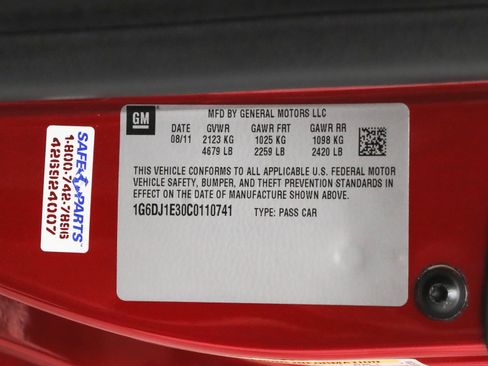 GM
MFD BY GENERAL MOTORS LLC
DATE GVWR GAWR FRT GAWR RR
08/11 2123 KG 1025 KG 1098 KG
4679 LB 2259 LB 2420 LB
THIS VEHICLE CONFORMS TO ALL APPLICABLE U.S. FEDERAL MOTOR
VEHICLE SAFETY, BUMPER, AND THEFT PREVENTION STANDARDS IN
EFFECT ON THE DATE OF MANUFACTURE SHOWN ABOVE.
1G6DJ1E30C0110741 TYPE: PASS CAR
SAFE PARTS
1-800-742-7896
426924007